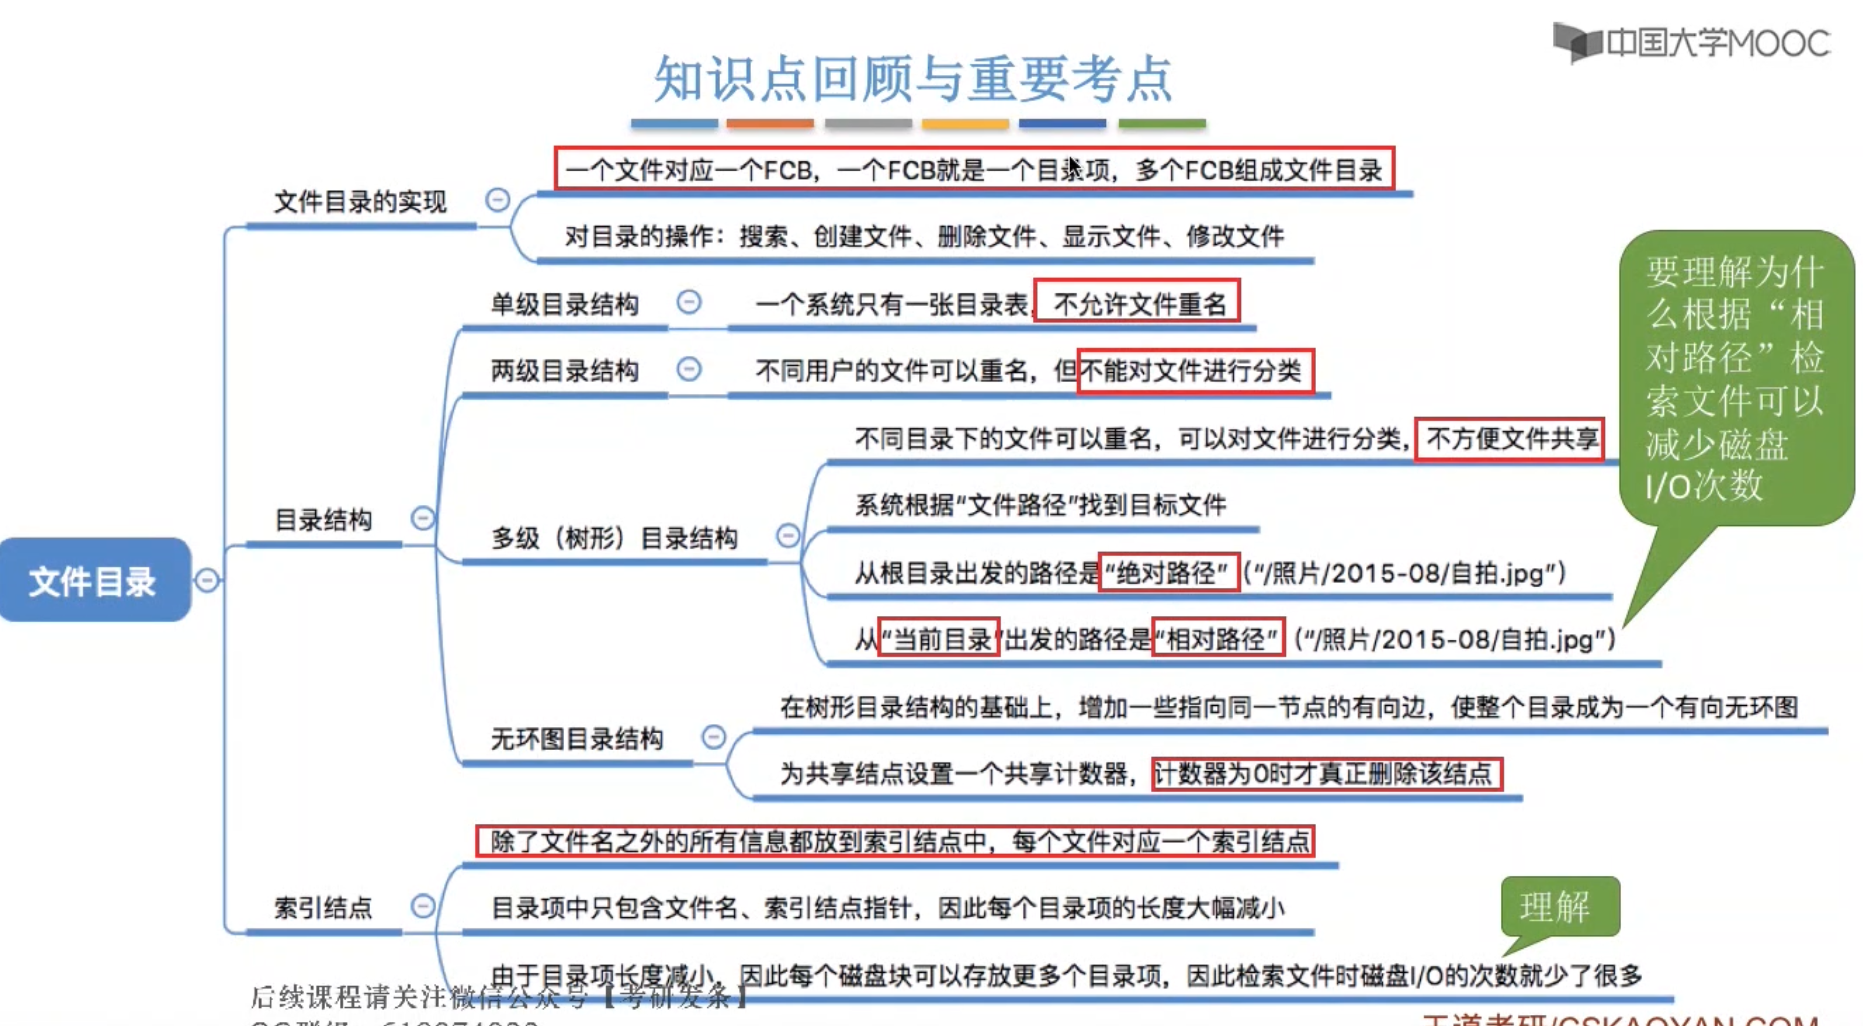 中国大学MOOC
知识点回顾与重要考点
一个文件对应一个FCB，一个FCB就是一个目录项，多个FCB组成文件目录
文件目录的实现
对目录的操作：搜索、创建文件、删除文件、显示文件、修改文件
单级目录结构
一个系统只有一张目录表，不允许文件重名
两级目录结构
不同用户的文件可以重名，但不能对文件进行分类
不同目录下的文件可以重名，可以对文件进行分类，不方便文件共享
系统根据“文件路径”找到目标文件
目录结构
多级（树形）目录结构
从根目录出发的路径是“绝对路径”（“/照片/2015-08/自拍.jpg”）
从“当前目录”出发的路径是“相对路径”（“/照片/2015-08/自拍.jpg”）
要理解为什
么根据“相
对路径”检
索文件可以
减少磁盘
I/O次数
文件目录
在树形目录结构的基础上，增加一些指向同一节点的有向边，使整个目录成为一个有向无环图
无环图目录结构
为共享结点设置一个共享计数器，计数器为0时才真正删除该结点
除了文件名之外的所有信息都放到索引结点中，每个文件对应一个索引结点
索引结点
目录项中只包含文件名、索引结点指针，因此每个目录项的长度大幅减小
理解
由于目录项长度减小，因此每个磁盘块可以存放更多个目录项，因此检索文件时磁盘I/O的次数就少了很多
后续课程请关注微信公众号【考研发条】
王道考研/CSKAOYAN.COM